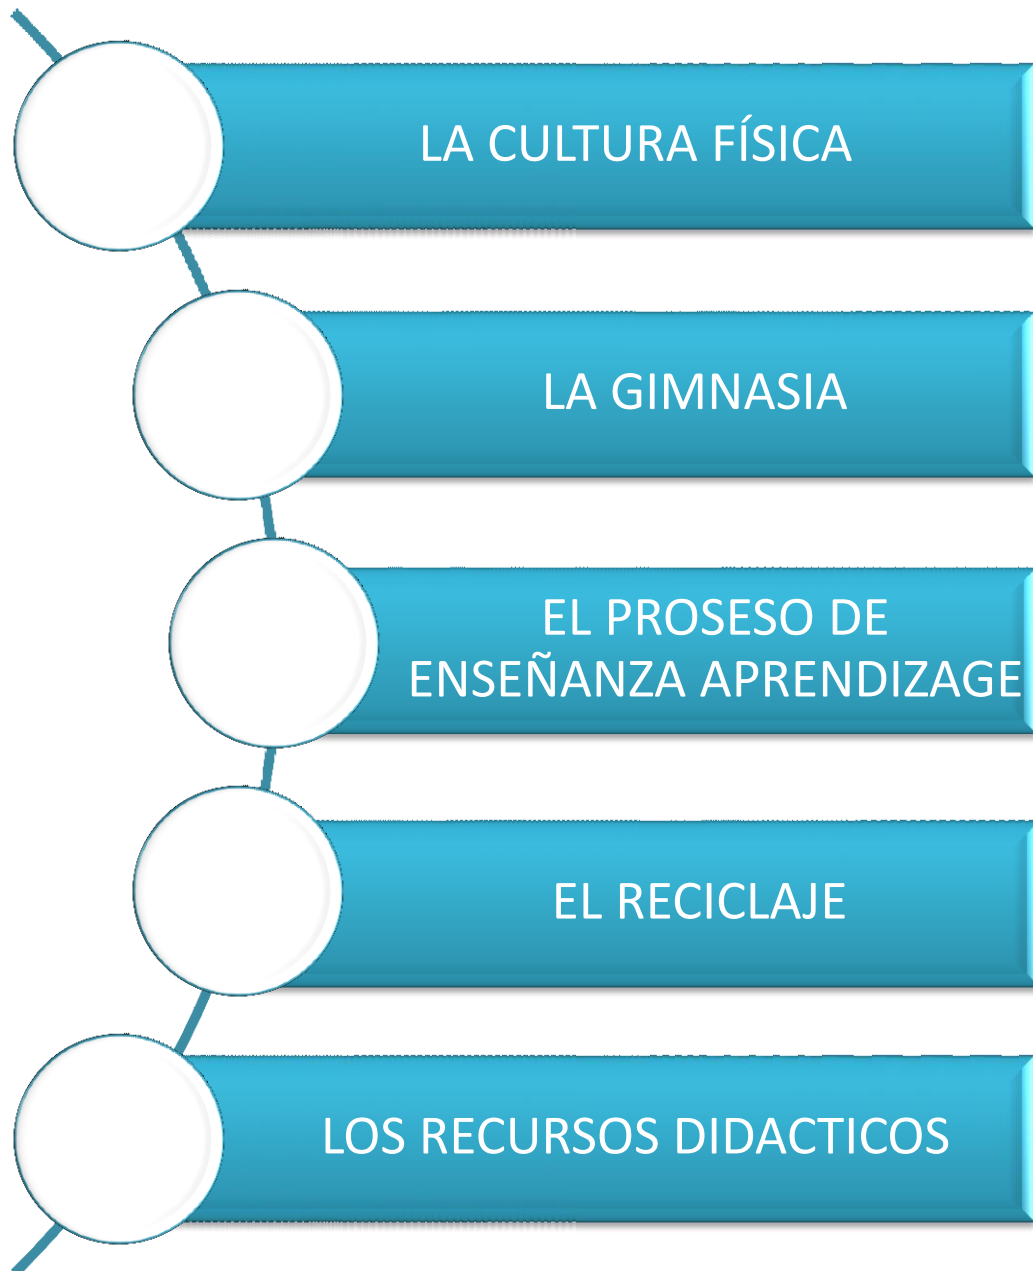 LA CULTURA FÍSICA
LA GIMNASIA
EL PROSESO DE
ENSEÑANZA APRENDIZAGE
EL RECICLAJE
LOS RECURSOS DIDACTICOS